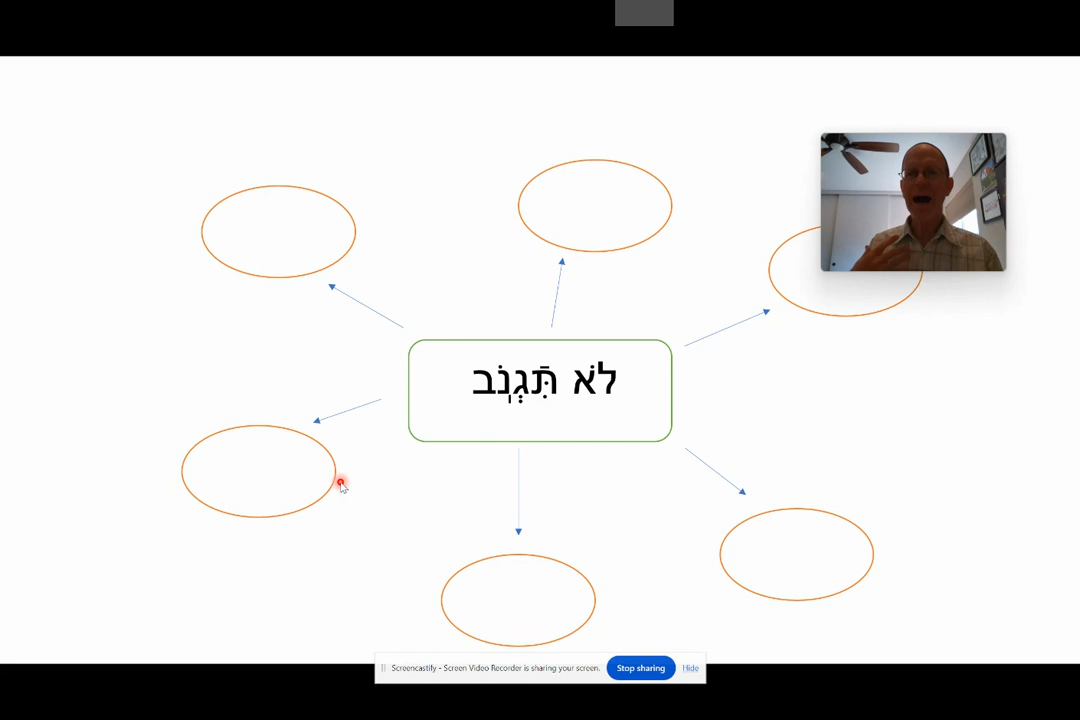 לֹא תִּֿגְנֹֽב
Screencastify - Screen Video Recorder is sharing your screen. Stop sharing Hide